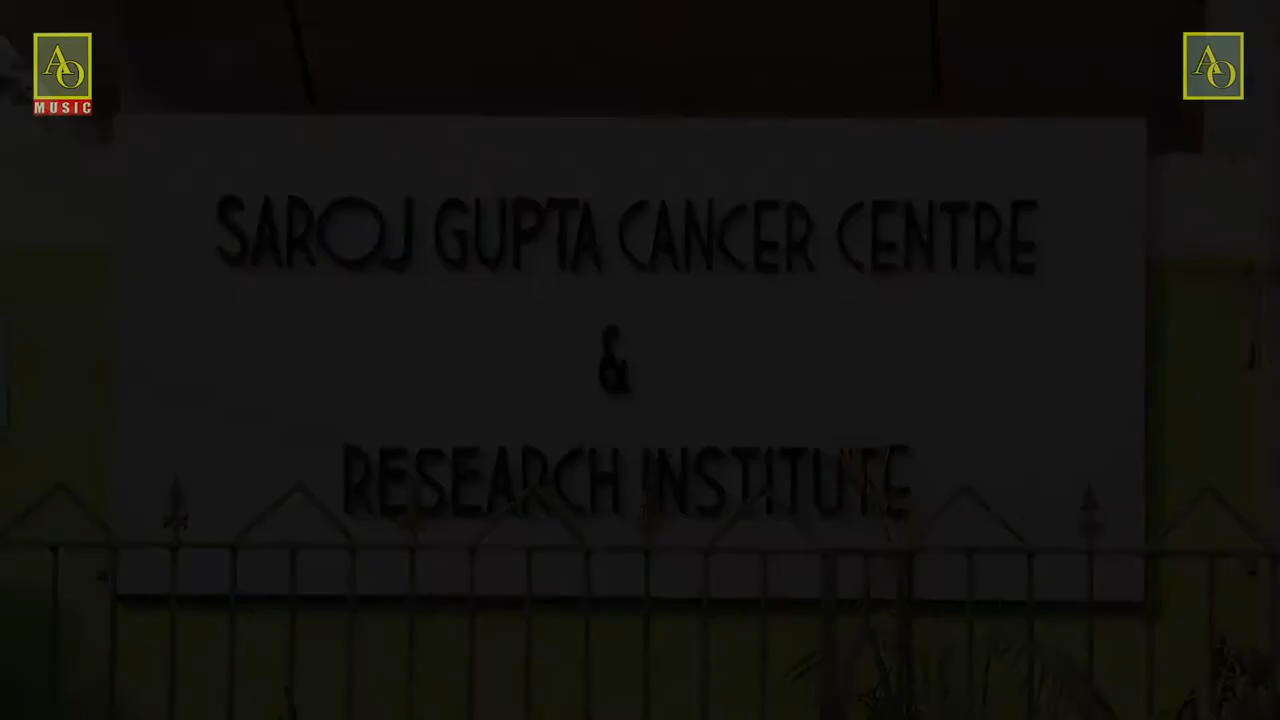 AO
MUSIC
AO
SAROJ GUPTA CANCER CENTRE
&
RESEARCH INSTITUTE